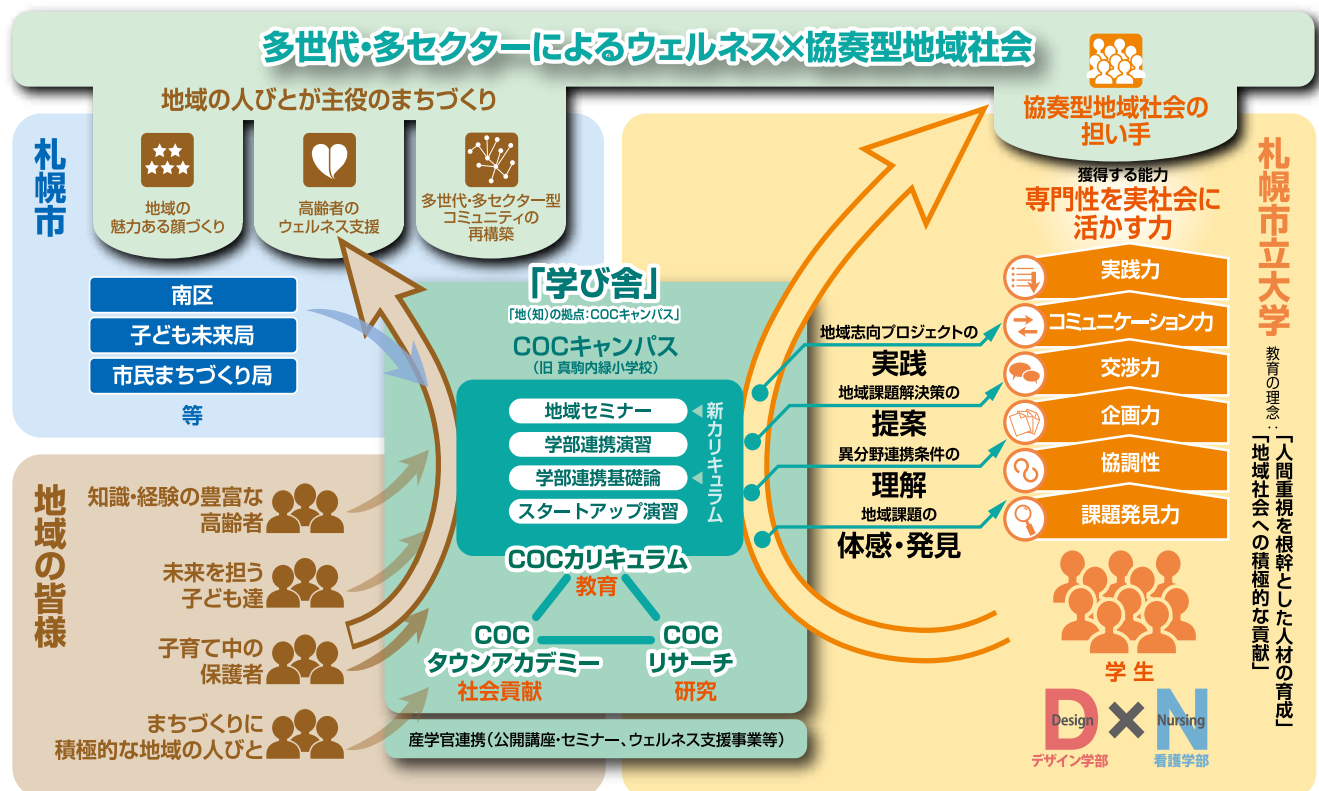 多世代・多セクターによるウェルネス×協奏型地域社会
地域の人びとが主役のまちづくり
地域の
魅力ある顔づくり
高齢者の
ウェルネス支援
多世代・多セクター型
コミュニティの
再構築
札幌市
南区
子ども未来局
市民まちづくり局
等
地域の皆様
知識・経験の豊富な
高齢者
未来を担う
子ども達
子育て中の
保護者
まちづくりに
積極的な地域の人びと
「学び舎」
「地（知）の拠点：COCキャンパス」
COCキャンパス
（旧 真駒内緑小学校）
地域セミナー
学部連携演習
学部連携基礎論
スタートアップ演習
新カリキュラム
COCカリキュラム
教育
COC
タウンアカデミー
社会貢献
COC
リサーチ
研究
産学官連携（公開講座・セミナー、ウェルネス支援事業等）
地域志向プロジェクトの
実践
地域課題解決策の
提案
異分野連携条件の
理解
地域課題の
体感・発見
協奏型地域社会の
担い手
獲得する能力
専門性を実社会に
活かす力
実践力
コミュニケーション力
交渉力
企画力
協調性
課題発見力
学生
Design
Nursing
デザイン学部
看護学部
札幌市立大学
教育の理念：
「人間重視を根幹とした人材の育成」
「地域社会への積極的な貢献」